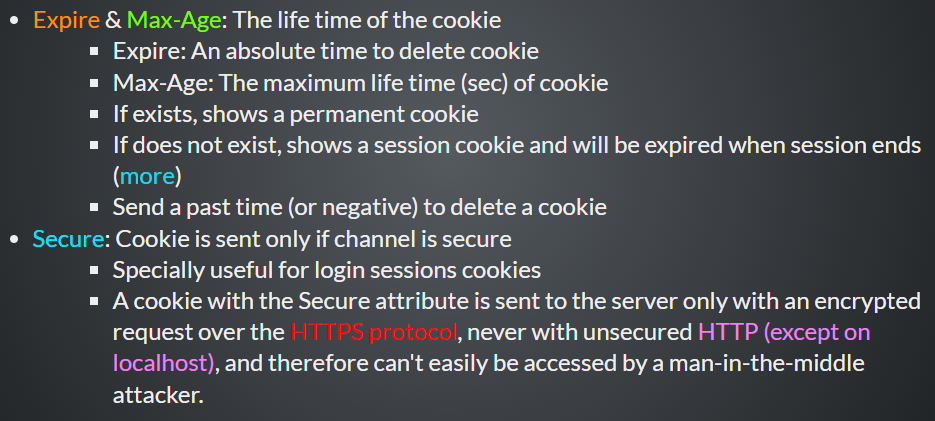 Expire & Max-Age: The life time of the cookie
Expire: An absolute time to delete cookie
Max-Age: The maximum life time (sec) of cookie
If exists, shows a permanent cookie
If does not exist, shows a session cookie and will be expired when session ends
(more)
Send a past time (or negative) to delete a cookie
Secure: Cookie is sent only if channel is secure
Specially useful for login sessions cookies
A cookie with the Secure attribute is sent to the server only with an encrypted
request over the HTTPS protocol, never with unsecured HTTP (except on
localhost), and therefore can't easily be accessed by a man-in-the-middle
attacker.